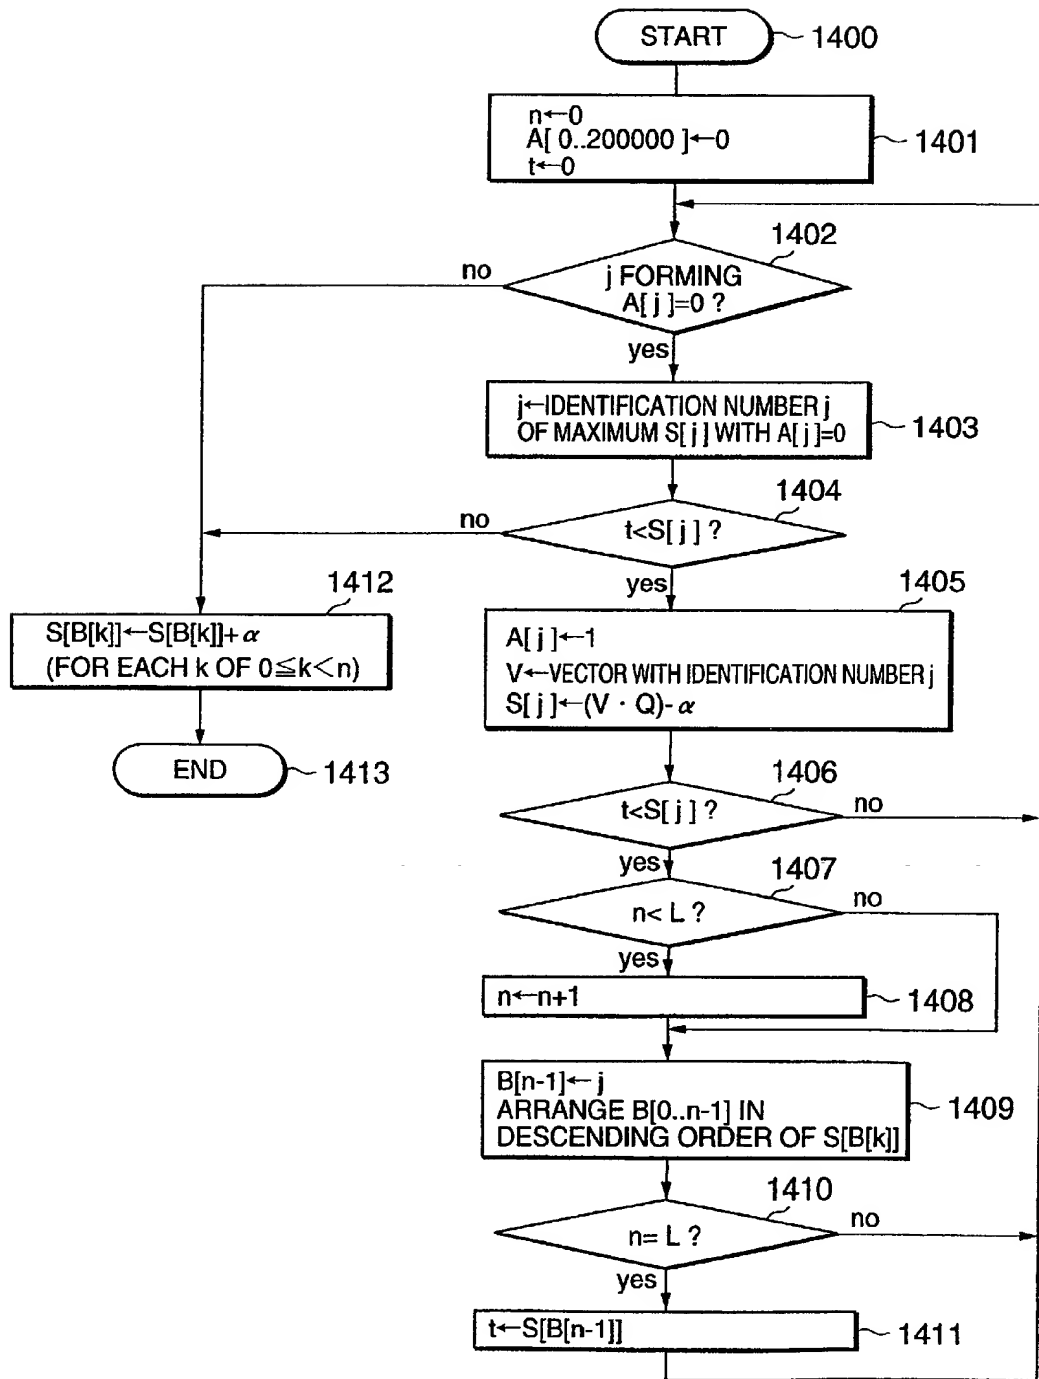 START
1400
n←0
A[ 0..200000 ]←0
t←0
1401
1402
no
j FORMING
A[ j ]=0 ?
yes
j←IDENTIFICATION NUMBER j
OF MAXIMUM S[ j ] WITH A[ j ]=0
1403
1404
no
t<S[ j ] ?
yes
1412
1405
S[B[k]]←S[B[k]]+α
(FOR EACH k OF 0≦k<n)
A[ j ]←1
V←VECTOR WITH IDENTIFICATION NUMBER j
S[ j ]←(V · Q)-α
END
1413
1406
t<S[ j ] ?
no
yes
1407
n< L ?
no
yes
n←n+1
1408
B[n-1]←j
ARRANGE B[0..n-1] IN
DESCENDING ORDER OF S[B[k]]
1409
1410
n= L ?
no
yes
t←S[B[n-1]]
1411